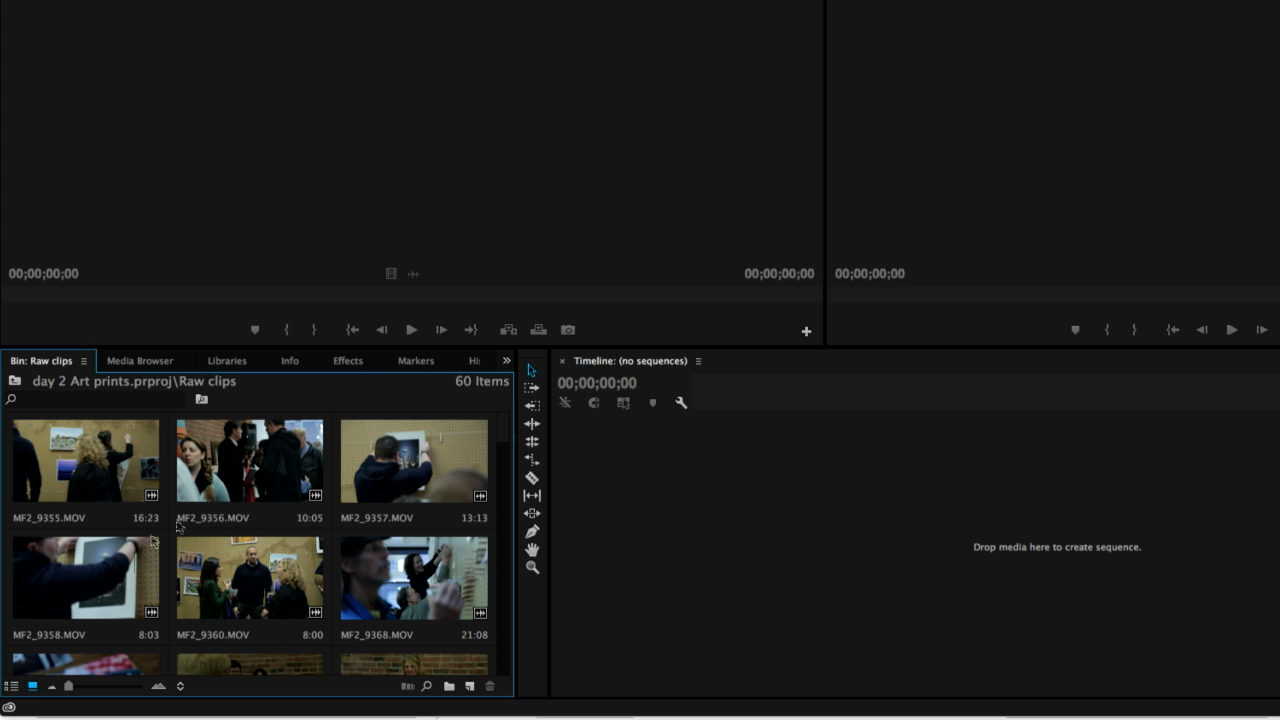 00;00;00;00
00;00;00;00
00;00;00;00
Bin: Raw clips
Media Browser
Libraries
Info
Effects
Markers
Hi:
day 2 Art prints.prproj\Raw clips
60 Items
MF2_9355.MOV
16:23
MF2_9356.MOV
10:05
MF2_9357.MOV
13:13
MF2_9358.MOV
8:03
MF2_9360.MOV
8:00
MF2_9368.MOV
21:08
Timeline: (no sequences)
00;00;00;00
Drop media here to create sequence.